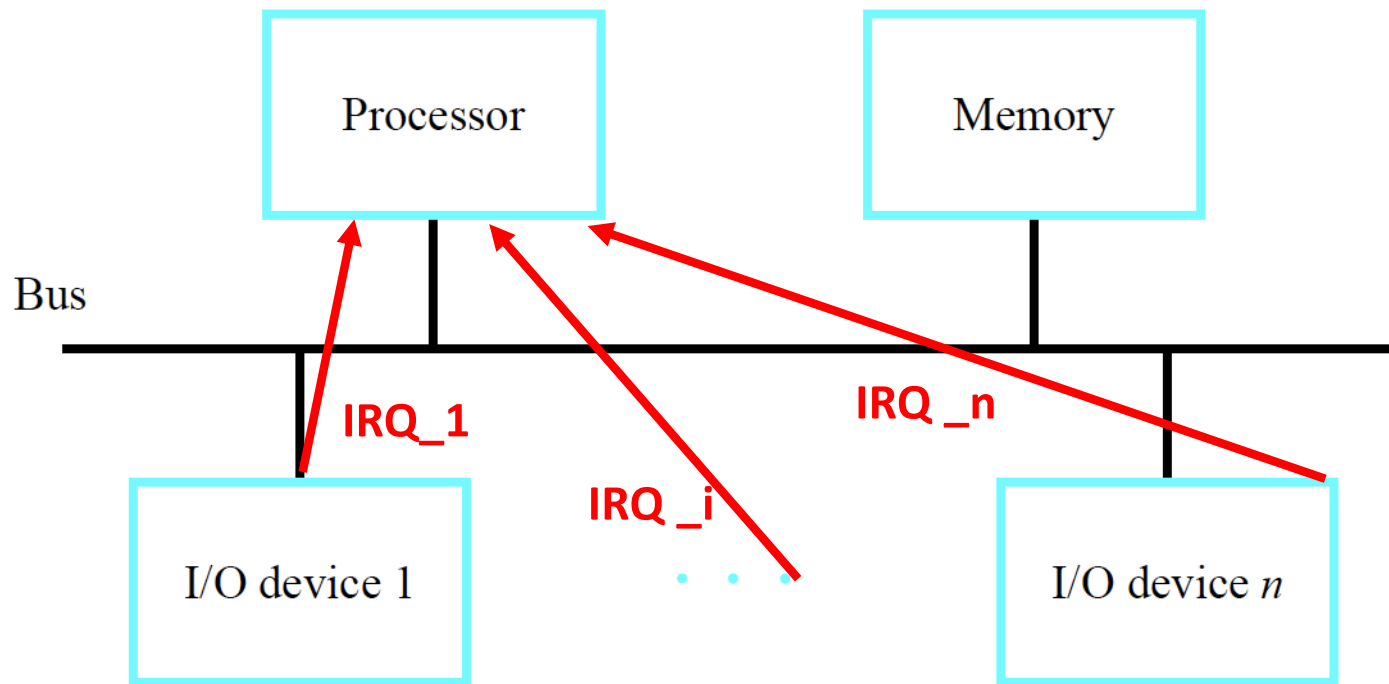 Processor
Memory
Bus
IRQ_1
IRQ _n
IRQ _i
I/O device 1
. . .
I/O device n